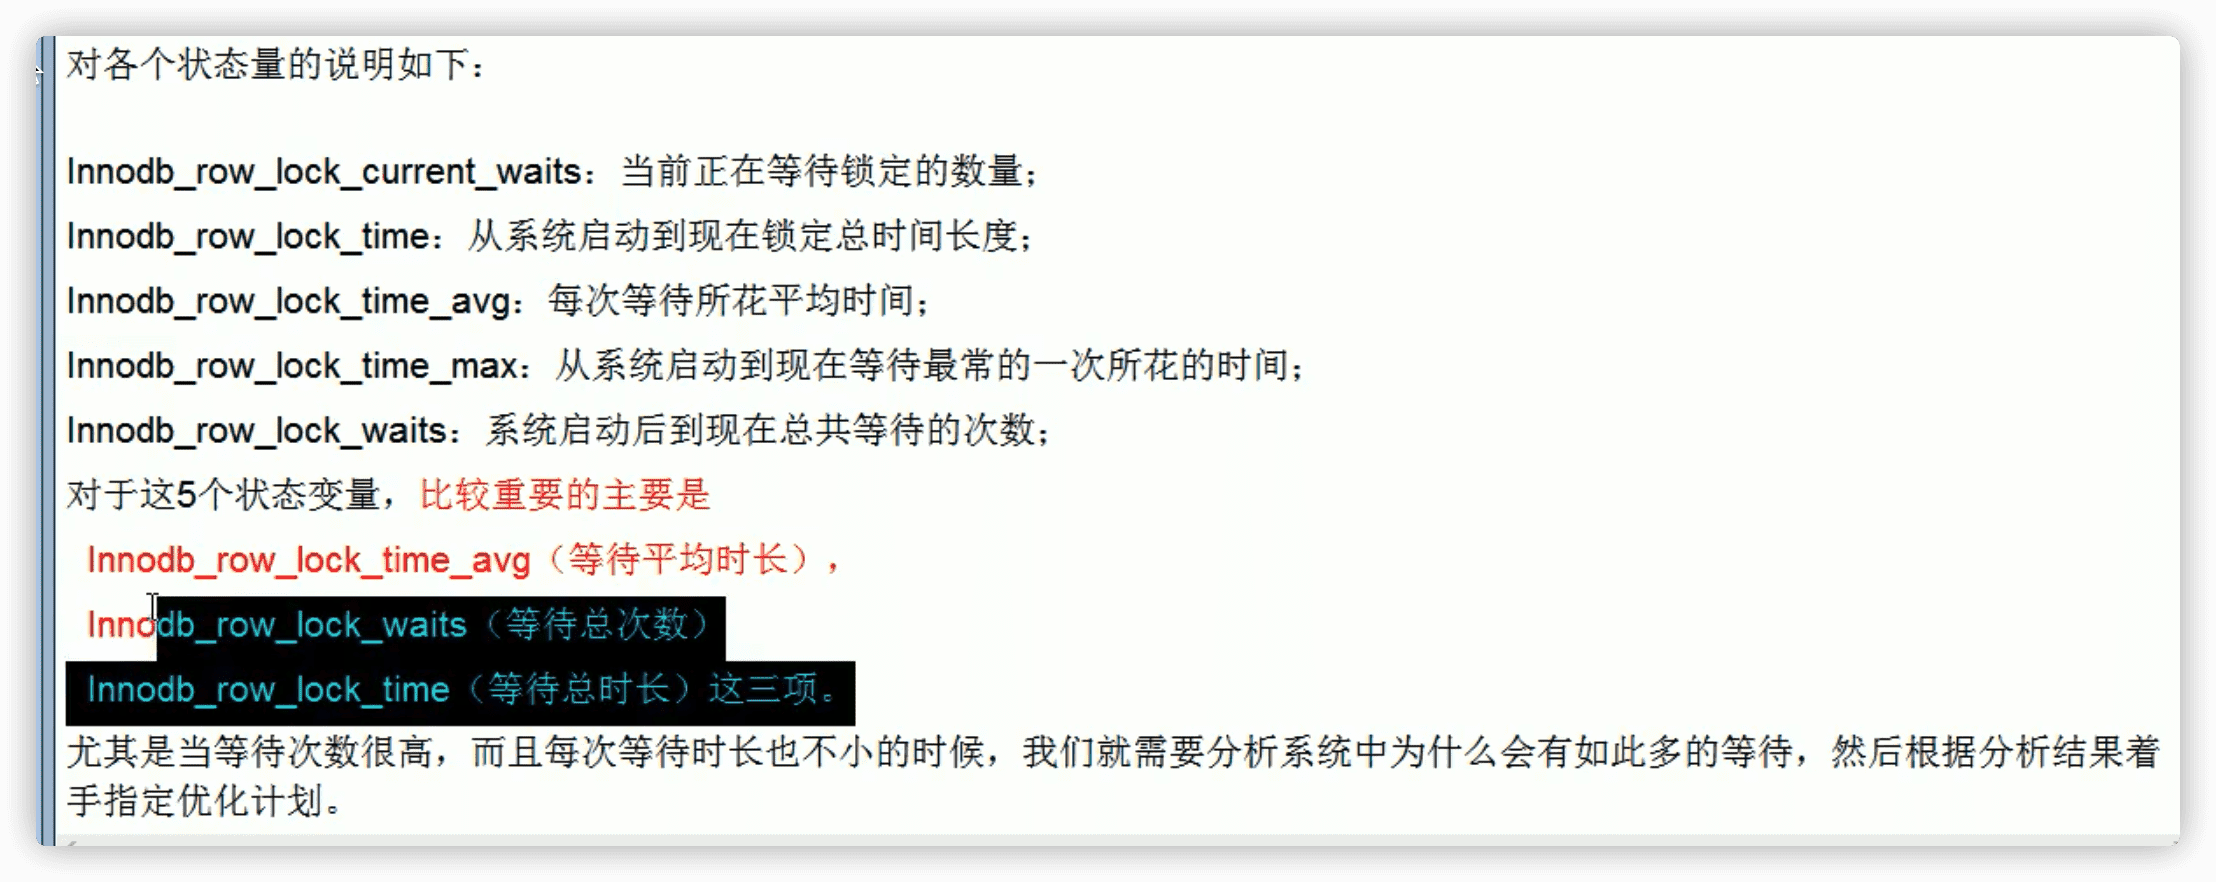 对各个状态量的说明如下：
Innodb_row_lock_current_waits：当前正在等待锁定的数量；
Innodb_row_lock_time：从系统启动到现在锁定总时间长度；
Innodb_row_lock_time_avg：每次等待所花平均时间；
Innodb_row_lock_time_max：从系统启动到现在等待最常的一次所花的时间；
Innodb_row_lock_waits：系统启动后到现在总共等待的次数；
对于这5个状态变量，比较重要的主要是
Innodb_row_lock_time_avg（等待平均时长），
Innodb_row_lock_waits（等待总次数）
Innodb_row_lock_time（等待总时长）这三项。
尤其是当等待次数很高，而且每次等待时长也不小的时候，我们就需要分析系统中为什么会有如此多的等待，然后根据分析结果着
手指定优化计划。